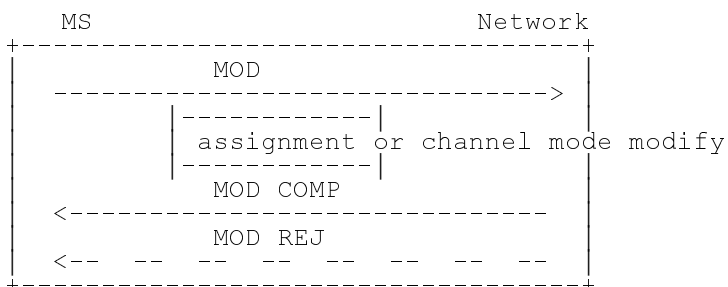 MS Network
MOD
assignment or channel mode modify
MOD COMP
MOD REJ